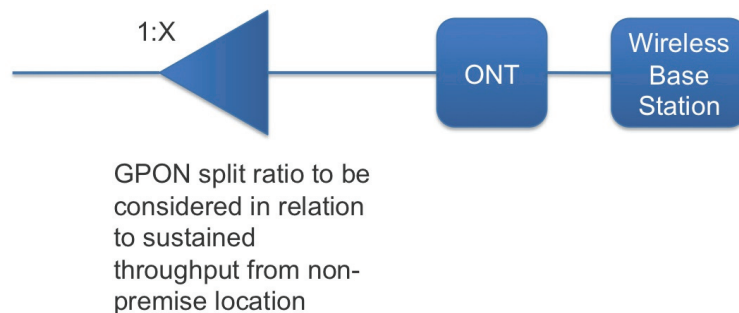 1:X
ONT
Wireless
Base
Station
GPON split ratio to be
considered in relation
to sustained
throughput from non-
premise location